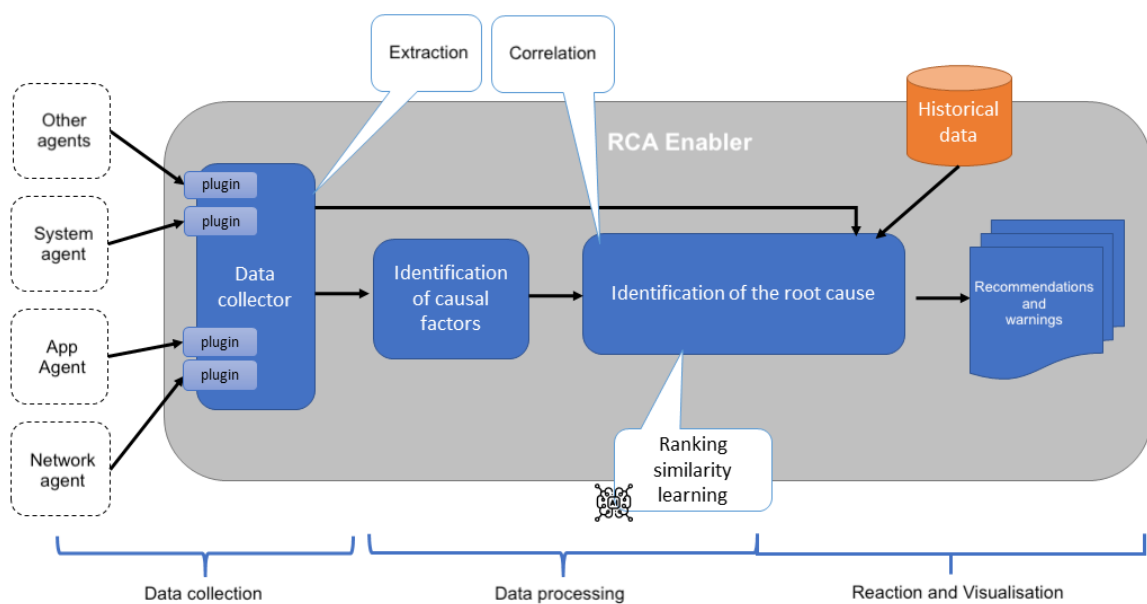 Extraction
Correlation
Other
agents
Historical
data
RCA Enabler
plugin
plugin
System
agent
Data
collector
Identification
of causal
factors
Identification of the root cause
Recommendations
and
warnings
App
Agent
plugin
plugin
Network
agent
Ranking
similarity
learning
AI
Data collection
Data processing
Reaction and Visualisation